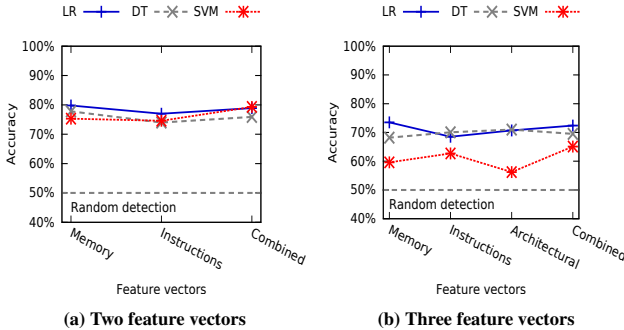 LR DT SVM
100%
90%
80%
70%
60%
50%
40%
Accuracy
Random detection
Memory
Instructions
Combined
Feature vectors
(a) Two feature vectors
LR DT SVM
100%
90%
80%
70%
60%
50%
40%
Accuracy
Random detection
Memory
Instructions
Architectural
Combined
Feature vectors
(b) Three feature vectors